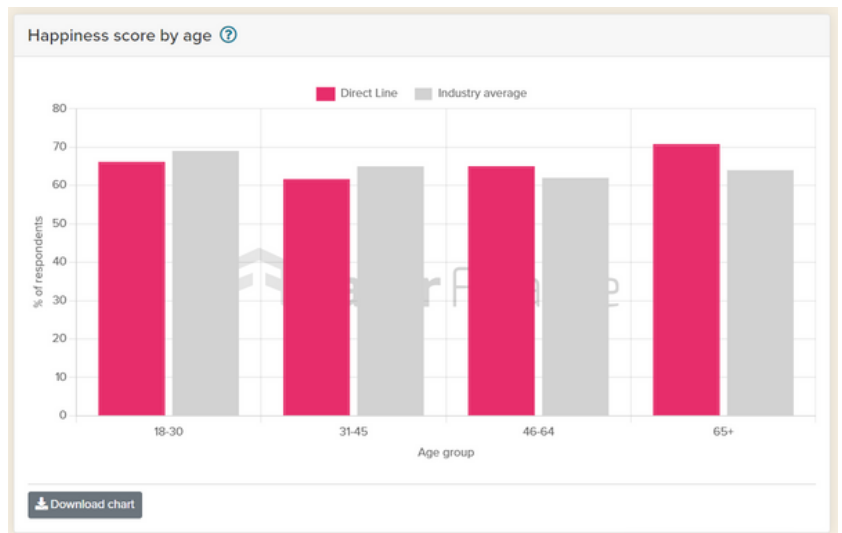 Happiness score by age ?
Direct Line Industry average
80
70
60
50
40
30
20
10
0
% of respondents
18-30 31-45 46-64 65+
Age group
Download chart